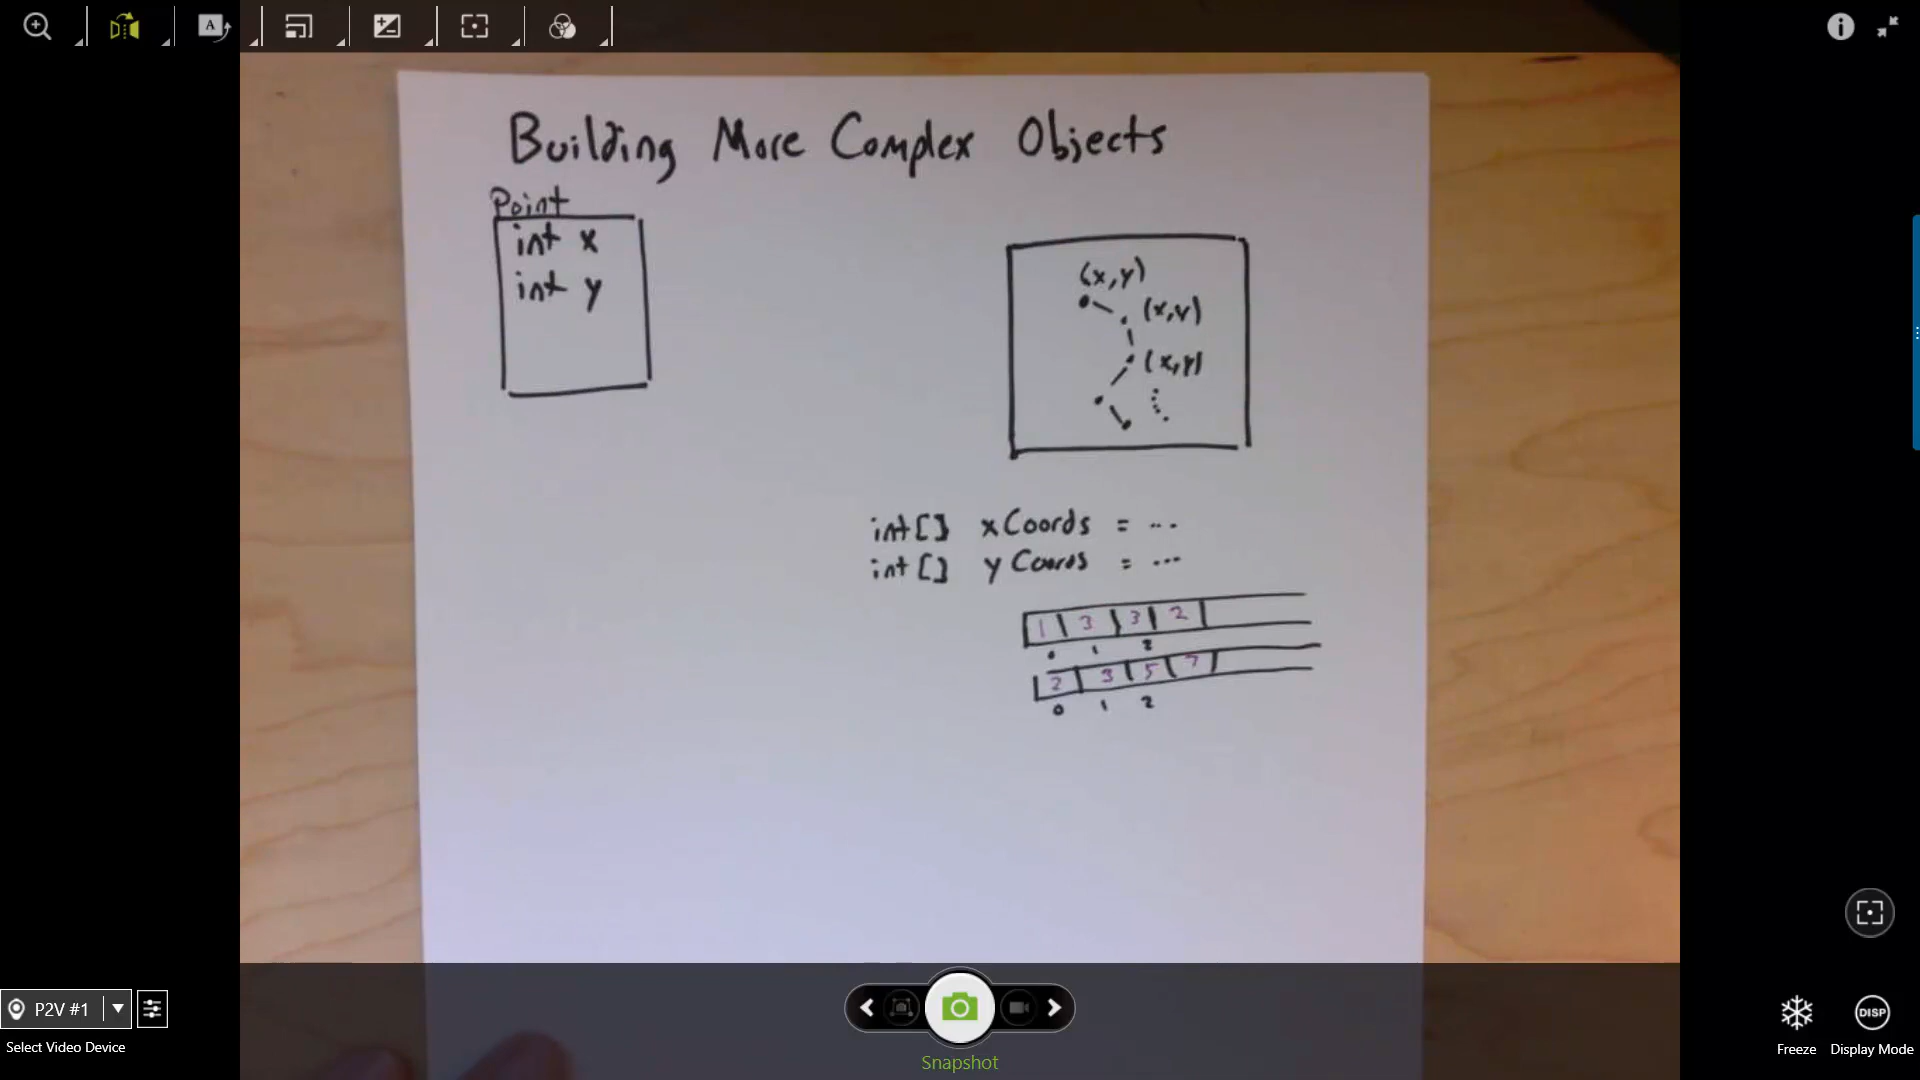 Building More Complex Objects
Point
int x
int y
(x,y)
(x,y)
(x,y)
int[] xCoords = ...
int[] yCoords = ...
1 3 3 2
0 1 2
2 3 5 7
0 1 2
A
P2V #1
Select Video Device
Snapshot
Freeze
DISP
Display Mode